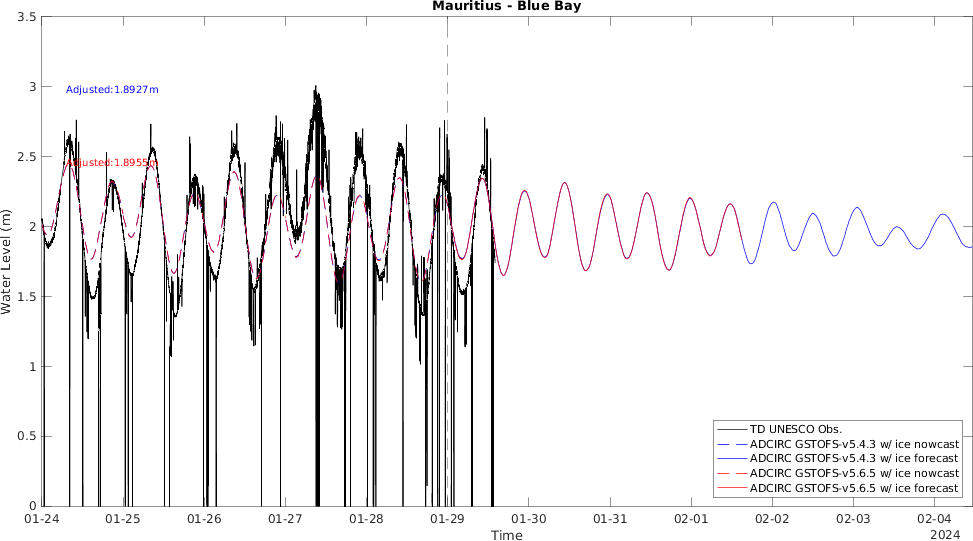 Mauritius - Blue Bay
3.5
3
2.5
2
1.5
1
0.5
0
Water Level (m)
Adjusted:1.8927m
Adjusted:1.8955m
TD UNESCO Obs.
ADCIRC GSTOFS-v5.4.3 w/ ice nowcast
ADCIRC GSTOFS-v5.4.3 w/ ice forecast
ADCIRC GSTOFS-v5.6.5 w/ ice nowcast
ADCIRC GSTOFS-v5.6.5 w/ ice forecast
01-24 01-25 01-26 01-27 01-28 01-29 01-30 01-31 02-01 02-02 02-03 02-04
2024
Time